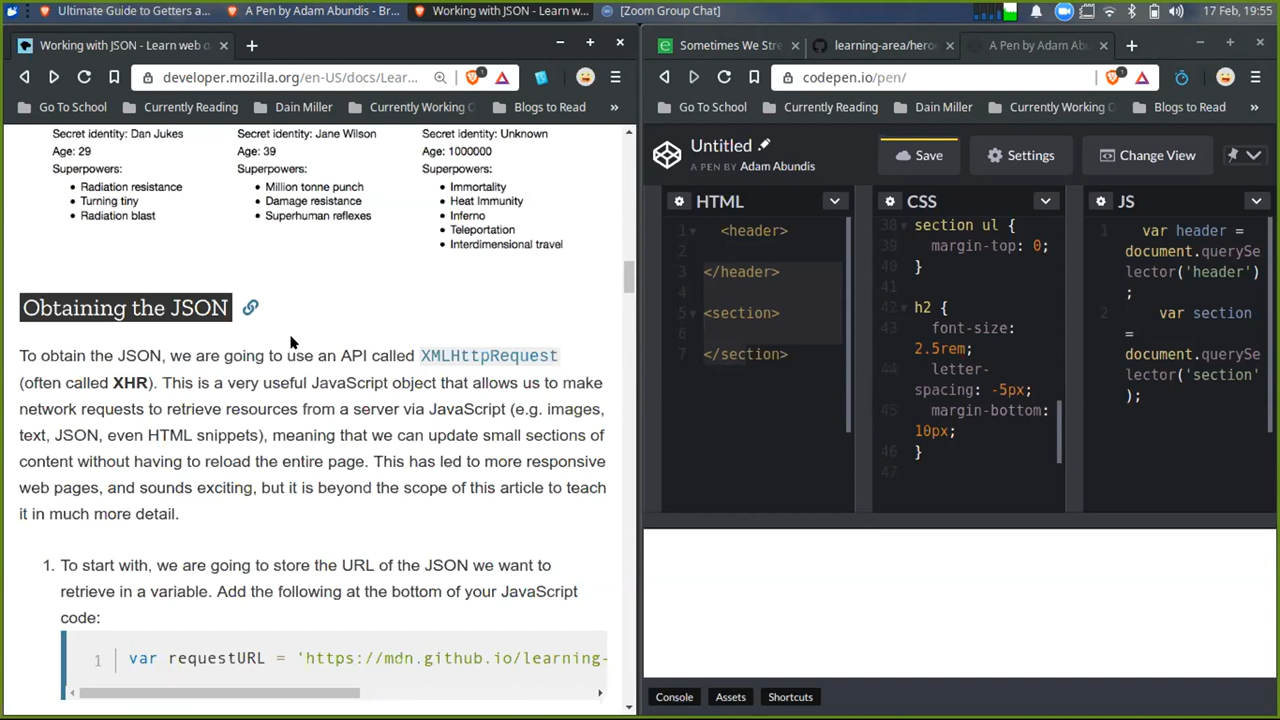 Ultimate Guide to Getters a...
A Pen by Adam Abundis - Br...
Working with JSON - Learn w...
[Zoom Group Chat]
17 Feb, 19:55
Working with JSON - Learn web d
developer.mozilla.org/en-US/docs/Lear...
1
Go To School
Currently Reading
Dain Miller
Currently Working
Blogs to Read
»
Secret identity: Dan Jukes
Age: 29
Superpowers:
• Radiation resistance
• Turning tiny
• Radiation blast
Secret identity: Jane Wilson
Age: 39
Superpowers:
• Million tonne punch
• Damage resistance
• Superhuman reflexes
Secret identity: Unknown
Age: 1000000
Superpowers:
• Immortality
• Heat Immunity
• Inferno
• Teleportation
• Interdimensional travel
Obtaining the JSON
To obtain the JSON, we are going to use an API called XMLHttpRequest
(often called XHR). This is a very useful JavaScript object that allows us to make
network requests to retrieve resources from a server via JavaScript (e.g. images,
text, JSON, even HTML snippets), meaning that we can update small sections of
content without having to reload the entire page. This has led to more responsive
web pages, and sounds exciting, but it is beyond the scope of this article to teach
it in much more detail.
1. To start with, we are going to store the URL of the JSON we want to
retrieve in a variable. Add the following at the bottom of your JavaScript
code:
1 var requestURL = 'https://mdn.github.io/learning-
Sometimes We Stre
learning-area/heroe
A Pen by Adam Abu
codepen.io/pen/
1
Go To School
Currently Reading
Dain Miller
Currently Working O
Blogs to Read
»
Untitled
A PEN BY Adam Abundis
Save
Settings
Change View
HTML
1 <header>
2
3 </header>
4
5 <section>
6
7 </section>
CSS
38 section ul {
39 margin-top: 0;
40 }
41
42 h2 {
43 font-size:
2.5rem;
44 letter-
spacing: -5px;
45 margin-bottom:
10px;
46 }
47
JS
1 var header =
document.querySe
lector('header')
;
2 var section
=
document.querySe
lector('section'
);
Console
Assets
Shortcuts